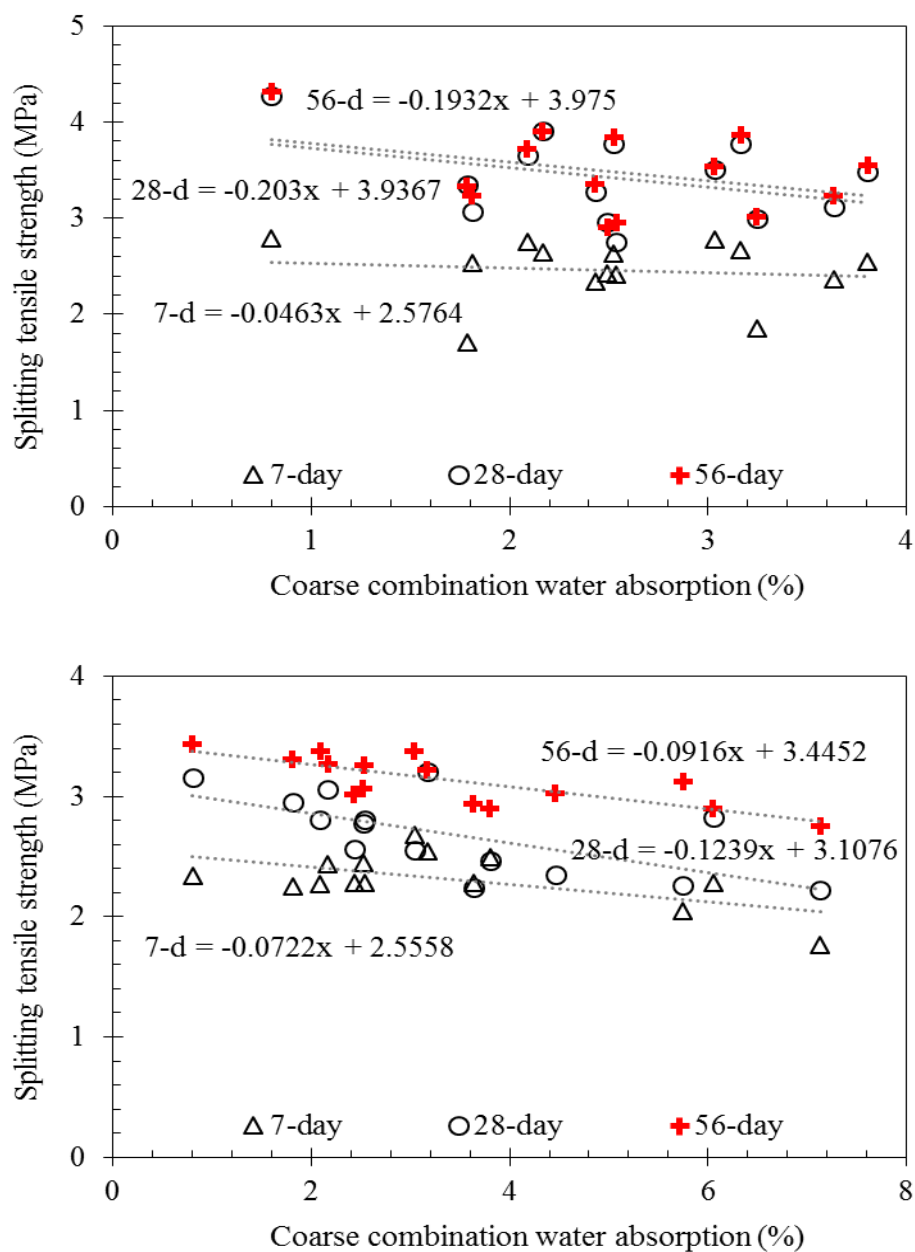 5
4
3
2
1
0
Splitting tensile strength (MPa)
56-d = -0.1932x + 3.975
28-d = -0.203x + 3.9367
7-d = -0.0463x + 2.5764
7-day 28-day 56-day
0 1 2 3 4
Coarse combination water absorption (%)
4
3
2
1
0
Splitting tensile strength (MPa)
56-d = -0.0916x + 3.4452
28-d = -0.1239x + 3.1076
7-d = -0.0722x + 2.5558
7-day 28-day 56-day
0 2 4 6 8
Coarse combination water absorption (%)